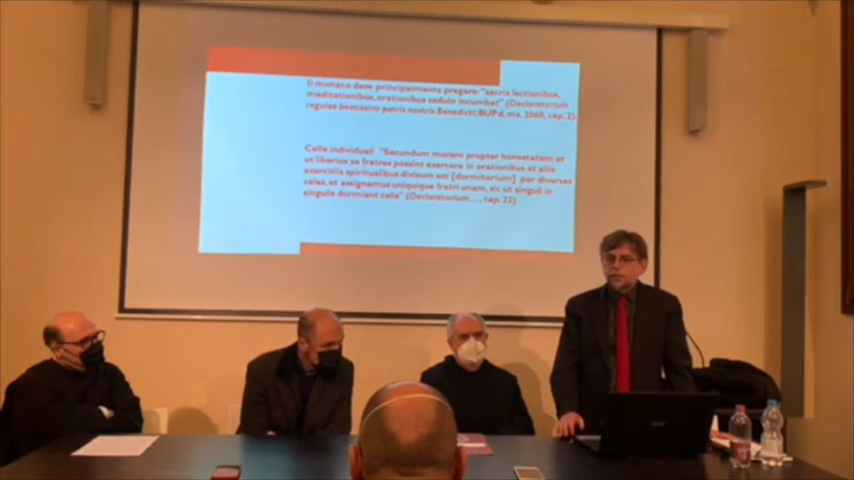 Il monaco deve principalmente pregare: "sacris lectionibus,
meditationibus, orationibus sedulo incumbat" (Declaratorium
regulae beatissimi patris nostris Benedicti, BUPd, ms. 2060, cap. 2).
Celle individuali: "Secundum morem propter honestatem et
ut liberius se fratres possint exercere in orationibus et aliis
exercitiis spiritualibus divisum est [dormitorium] per diversas
celas, et assignamus uniquique fratri unam, sic ut singuli in
singulis dormiant celis" (Declaratorium… , cap. 23)